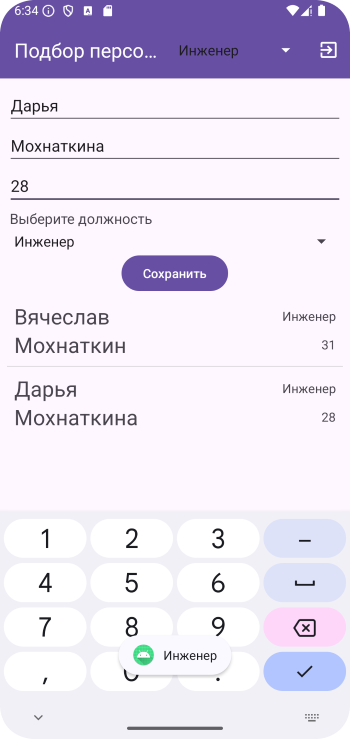 6:34
Подбор персо... Инженер
Дарья
Мохнаткина
28
Выберите должность
Инженер
Сохранить
Вячеслав Инженер
Мохнаткин 31
Дарья Инженер
Мохнаткина 28
1 2 3 –
4 5 6
7 8 9
, 0 .
Инженер